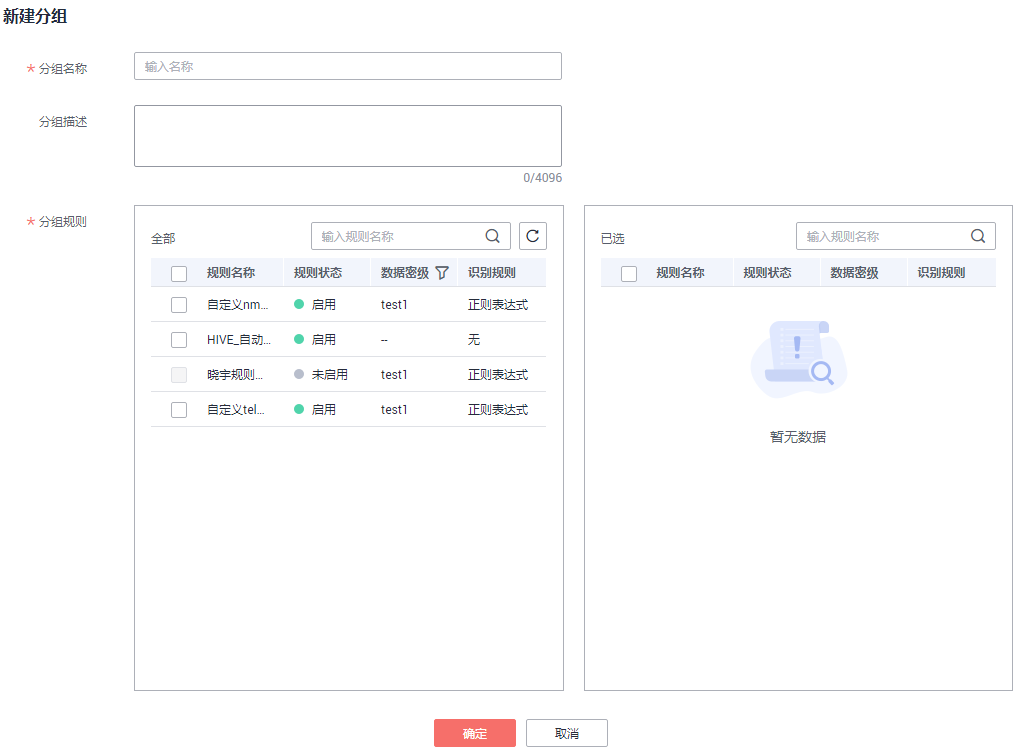 新建分组
* 分组名称 输入名称
分组描述
0/4096
* 分组规则
全部 输入规则名称
规则名称 规则状态 数据密级 识别规则
自定义nm... 启用 test1 正则表达式
HIVE_自动... 启用 -- 无
晓宇规则... 未启用 test1 正则表达式
自定义tel... 启用 test1 正则表达式
已选 输入规则名称
规则名称 规则状态 数据密级 识别规则
暂无数据
确定 取消